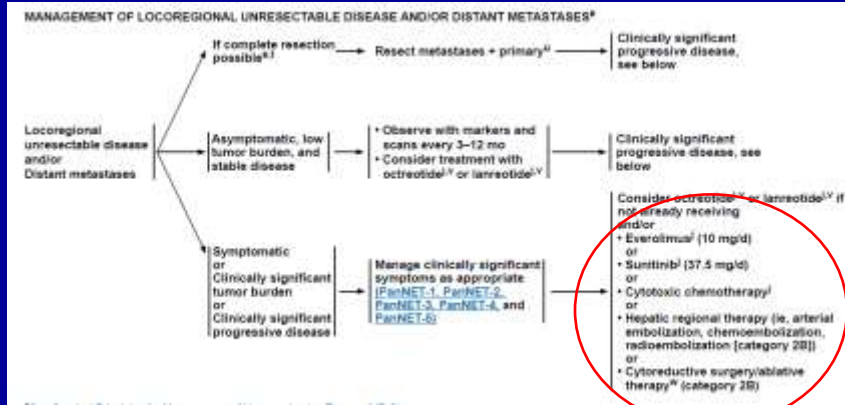 MANAGEMENT OF LOCOREGIONAL UNRESECTABLE DISEASE AND/OR DISTANT METASTASES
If complete resection
possible
Resect metastases + primary
Clinically significant
progressive disease,
see below
Locoregional
unresectable disease
and/or
Distant metastases
Asymptomatic, low
tumor burden, and
stable disease
• Observe with markers and
scans every 3–12 mo
• Consider treatment with
octreotide or lanreotide
Clinically significant
progressive disease, see
below
Symptomatic
or
Clinically significant
tumor burden
or
Clinically significant
progressive disease
Manage clinically significant
symptoms as appropriate
(PanNET-1, PanNET-2,
PanNET-3, PanNET-4, and
PanNET-5)
Consider octreotide or lanreotide if
not already receiving
and/or
• Everolimus (10 mg/d)
or
• Sunitinib (37.5 mg/d)
or
• Cytotoxic chemotherapy
or
• Hepatic regional therapy (ie, arterial
embolization, chemoembolization,
radioembolization [category 2B])
or
• Cytoreductive surgery/ablative
therapy (category 2B)